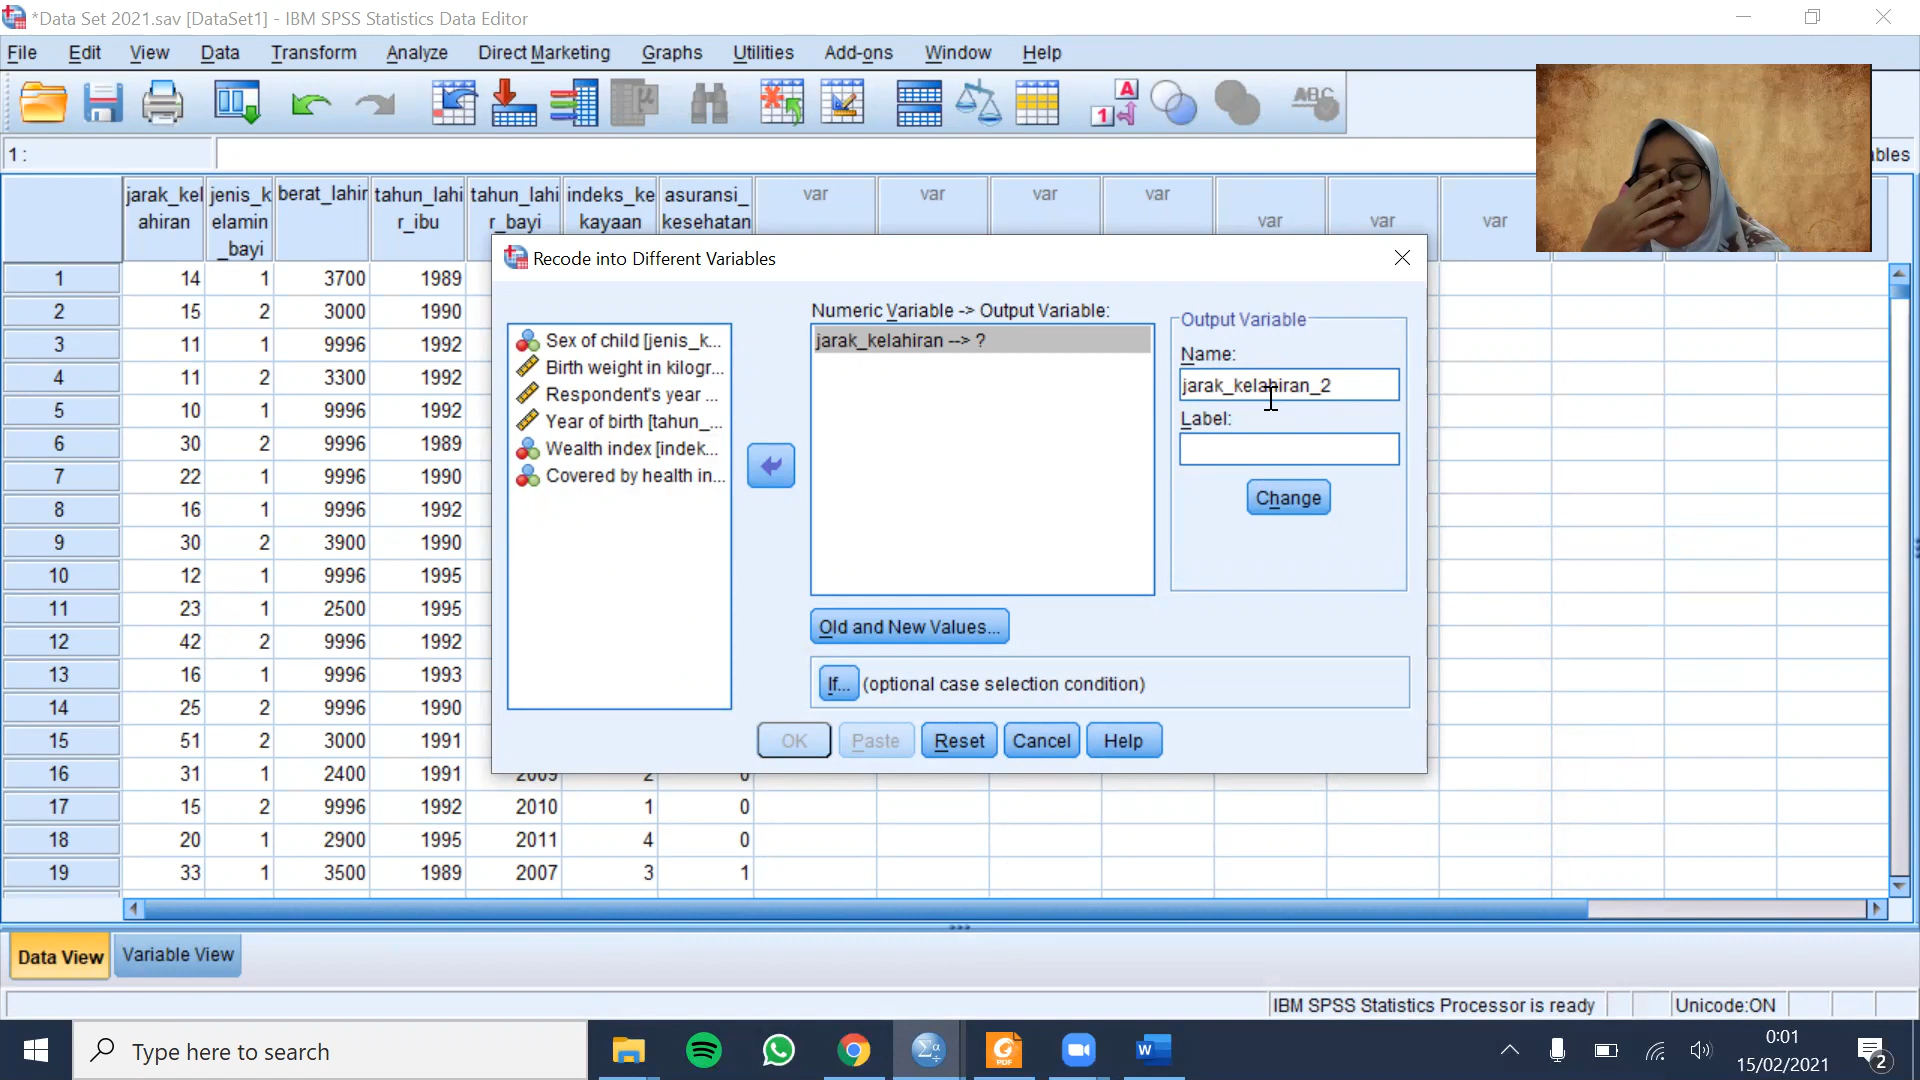 *Data Set 2021.sav [DataSet1] - IBM SPSS Statistics Data Editor
File Edit View Data Transform Analyze Direct Marketing Graphs Utilities Add-ons Window Help
1 :
jarak_kelahiran jenis_kelamin_bayi berat_lahir tahun_lahir_ibu tahun_lahir_bayi indeks_kekayaan asuransi_kesehatan var var var var var var var
1 14 1 3700 1989
2 15 2 3000 1990
3 11 1 9996 1992
4 11 2 3300 1992
5 10 1 9996 1992
6 30 2 9996 1989
7 22 1 9996 1990
8 16 1 9996 1992
9 30 2 3900 1990
10 12 1 9996 1995
11 23 1 2500 1995
12 42 2 9996 1992
13 16 1 9996 1993
14 25 2 9996 1990
15 51 2 3000 1991
16 31 1 2400 1991 2009 2 0
17 15 2 9996 1992 2010 1 0
18 20 1 2900 1995 2011 4 0
19 33 1 3500 1989 2007 3 1
Recode into Different Variables
Sex of child [jenis_k...
Birth weight in kilogr...
Respondent's year ...
Year of birth [tahun_...
Wealth index [indek...
Covered by health in...
Numeric Variable -> Output Variable:
jarak_kelahiran --> ?
Output Variable
Name:
jarak_kelahiran_2
Label:
Change
Old and New Values...
If... (optional case selection condition)
OK Paste Reset Cancel Help
Data View Variable View
IBM SPSS Statistics Processor is ready Unicode:ON
Type here to search
0:01
15/02/2021
2